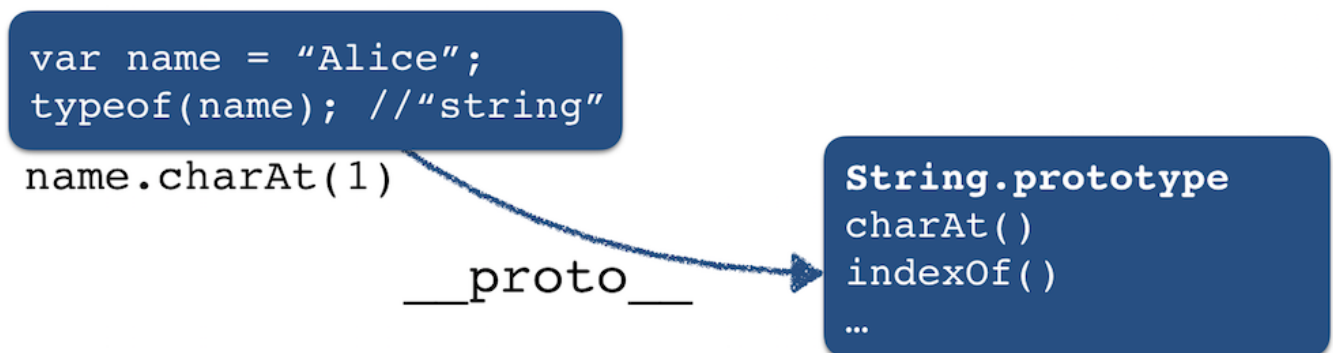 var name = “Alice”;
typeof(name); //“string”
name.charAt(1)
__proto__
String.prototype
charAt()
indexOf()
…